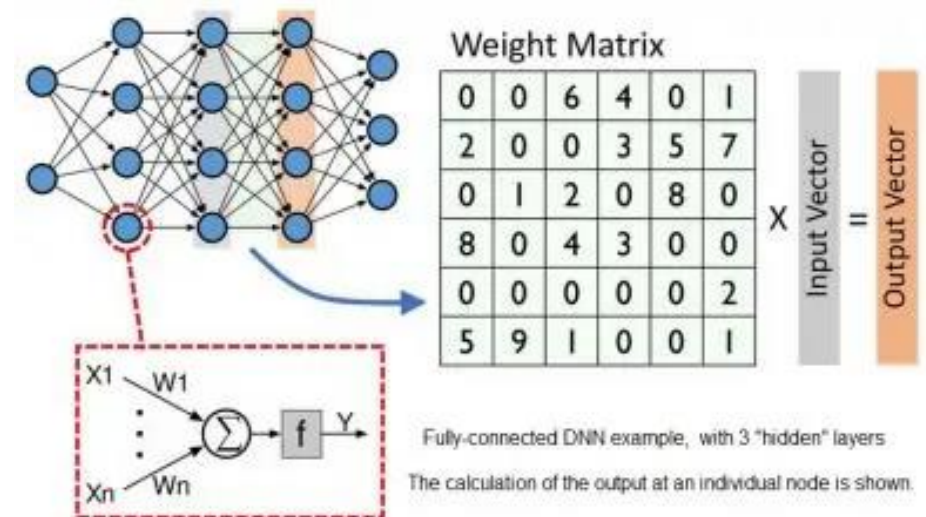 Weight Matrix
0 0 6 4 0 1
2 0 0 3 5 7
0 1 2 0 8 0
8 0 4 3 0 0
0 0 0 0 0 2
5 9 1 0 0 1
X
Input Vector
=
Output Vector
X1
W1
Σ
f
Y
Xn
Wn
Fully-connected DNN example, with 3 "hidden" layers
The calculation of the output at an individual node is shown.